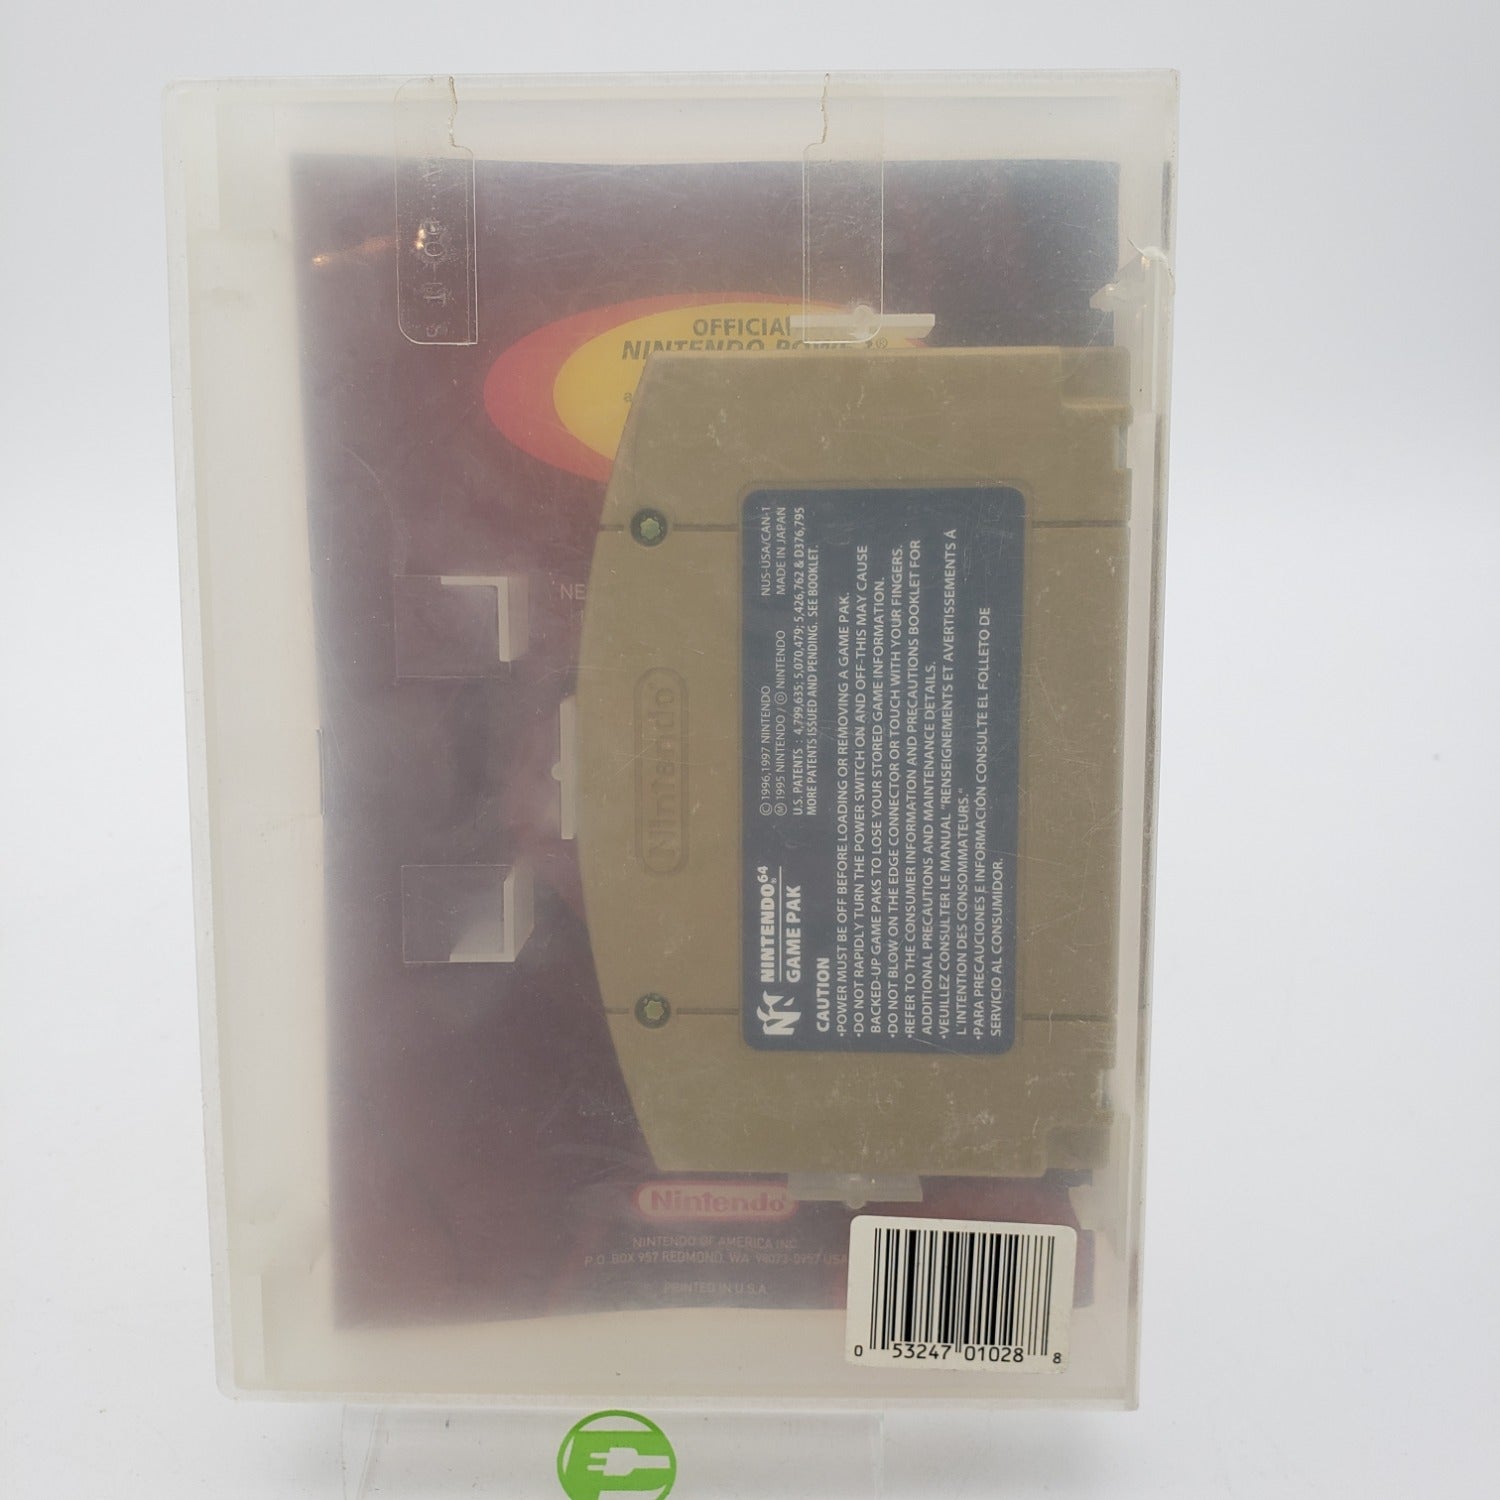 OFFICIAL
NINTENDO POWER®
NE
Nintendo®
NINTENDO64®
GAME PAK
©1996,1997 NINTENDO
Ⓜ 1995 NINTENDO / Ⓓ NINTENDO
NUS-USA/CAN-1
MADE IN JAPAN
U.S. PATENTS : 4,799,635; 5,070,479; 5,426,762 & D376,795
MORE PATENTS ISSUED AND PENDING. SEE BOOKLET.
CAUTION
•POWER MUST BE OFF BEFORE LOADING OR REMOVING A GAME PAK.
•DO NOT RAPIDLY TURN THE POWER SWITCH ON AND OFF-THIS MAY CAUSE
BACKED-UP GAME PAKS TO LOSE YOUR STORED GAME INFORMATION.
•DO NOT BLOW ON THE EDGE CONNECTOR OR TOUCH WITH YOUR FINGERS.
•REFER TO THE CONSUMER INFORMATION AND PRECAUTIONS BOOKLET FOR
ADDITIONAL PRECAUTIONS AND MAINTENANCE DETAILS.
•VEUILLEZ CONSULTER LE MANUAL "RENSEIGNEMENTS ET AVERTISSEMENTS Á
L'INTENTION DES CONSOMMATEURS."
•PARA PRECAUCIONES E INFORMACIÓN CONSULTE EL FOLLETO DE
SERVICIO AL CONSUMIDOR.
Nintendo®
NINTENDO OF AMERICA INC.
P.O. BOX 957 REDMOND, WA 98073-0957 USA
PRINTED IN U.S.A.
0 53247 01028 8